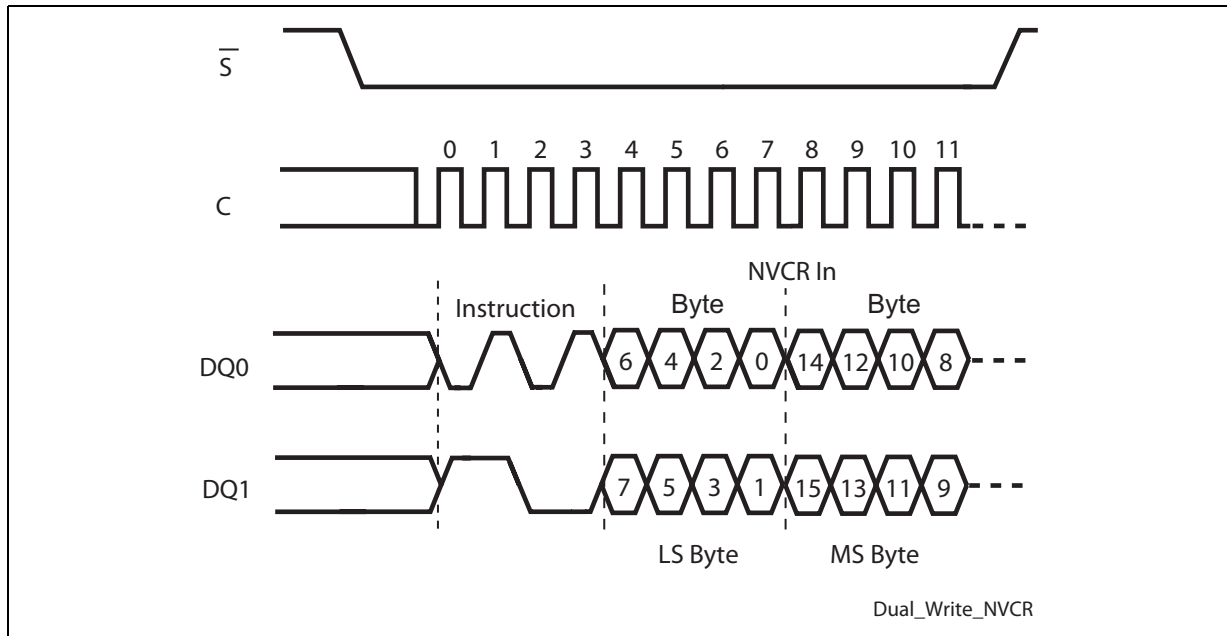 S
0 1 2 3 4 5 6 7 8 9 10 11
C
NVCR In
Instruction Byte Byte
DQ0 6 4 2 0 14 12 10 8
DQ1 7 5 3 1 15 13 11 9
LS Byte MS Byte
Dual_Write_NVCR